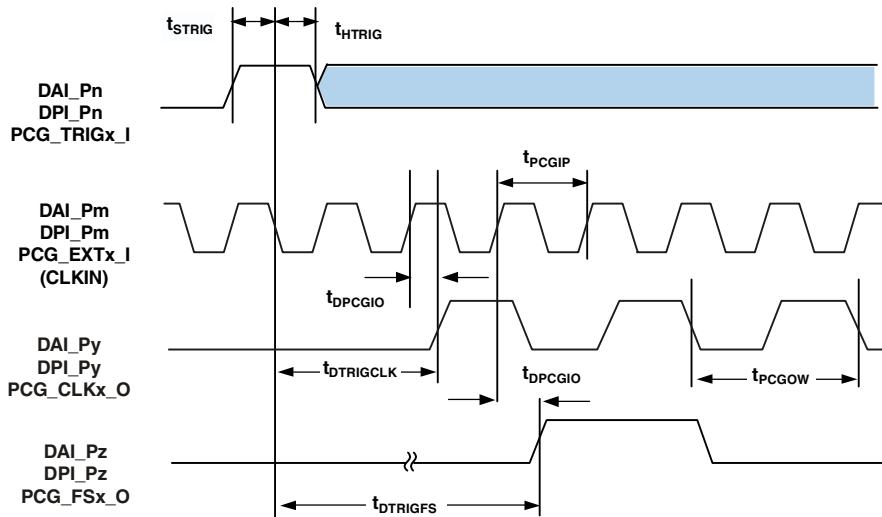 tSTRIG
tHTRIG
DAI_Pn
DPI_Pn
PCG_TRIGx_I
tPCGIP
DAI_Pm
DPI_Pm
PCG_EXTx_I
(CLKIN)
tDPCGIO
DAI_Py
DPI_Py
PCG_CLKx_O
tDTRIGCLK
tDPCGIO
tPCGOW
DAI_Pz
DPI_Pz
PCG_FSx_O
tDTRIGFS